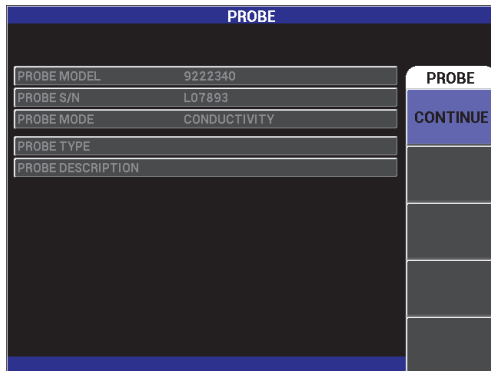 PROBE
PROBE MODEL 9222340
PROBE S/N L07893
PROBE MODE CONDUCTIVITY
PROBE TYPE
PROBE DESCRIPTION
PROBE
CONTINUE